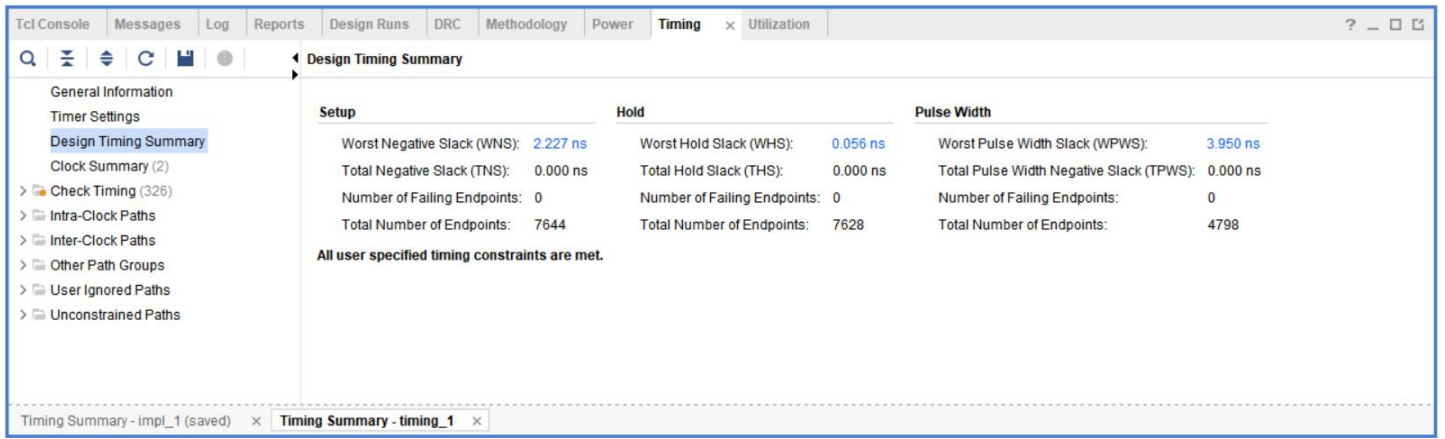 Tcl Console Messages Log Reports Design Runs DRC Methodology Power Timing × Utilization ? _
Design Timing Summary
General Information
Timer Settings
Design Timing Summary
Clock Summary (2)
> Check Timing (326)
> Intra-Clock Paths
> Inter-Clock Paths
> Other Path Groups
> User Ignored Paths
> Unconstrained Paths
Setup Hold Pulse Width
Worst Negative Slack (WNS): 2.227 ns Worst Hold Slack (WHS): 0.056 ns Worst Pulse Width Slack (WPWS): 3.950 ns
Total Negative Slack (TNS): 0.000 ns Total Hold Slack (THS): 0.000 ns Total Pulse Width Negative Slack (TPWS): 0.000 ns
Number of Failing Endpoints: 0 Number of Failing Endpoints: 0 Number of Failing Endpoints: 0
Total Number of Endpoints: 7644 Total Number of Endpoints: 7628 Total Number of Endpoints: 4798
All user specified timing constraints are met.
Timing Summary - impl_1 (saved) × Timing Summary - timing_1 ×